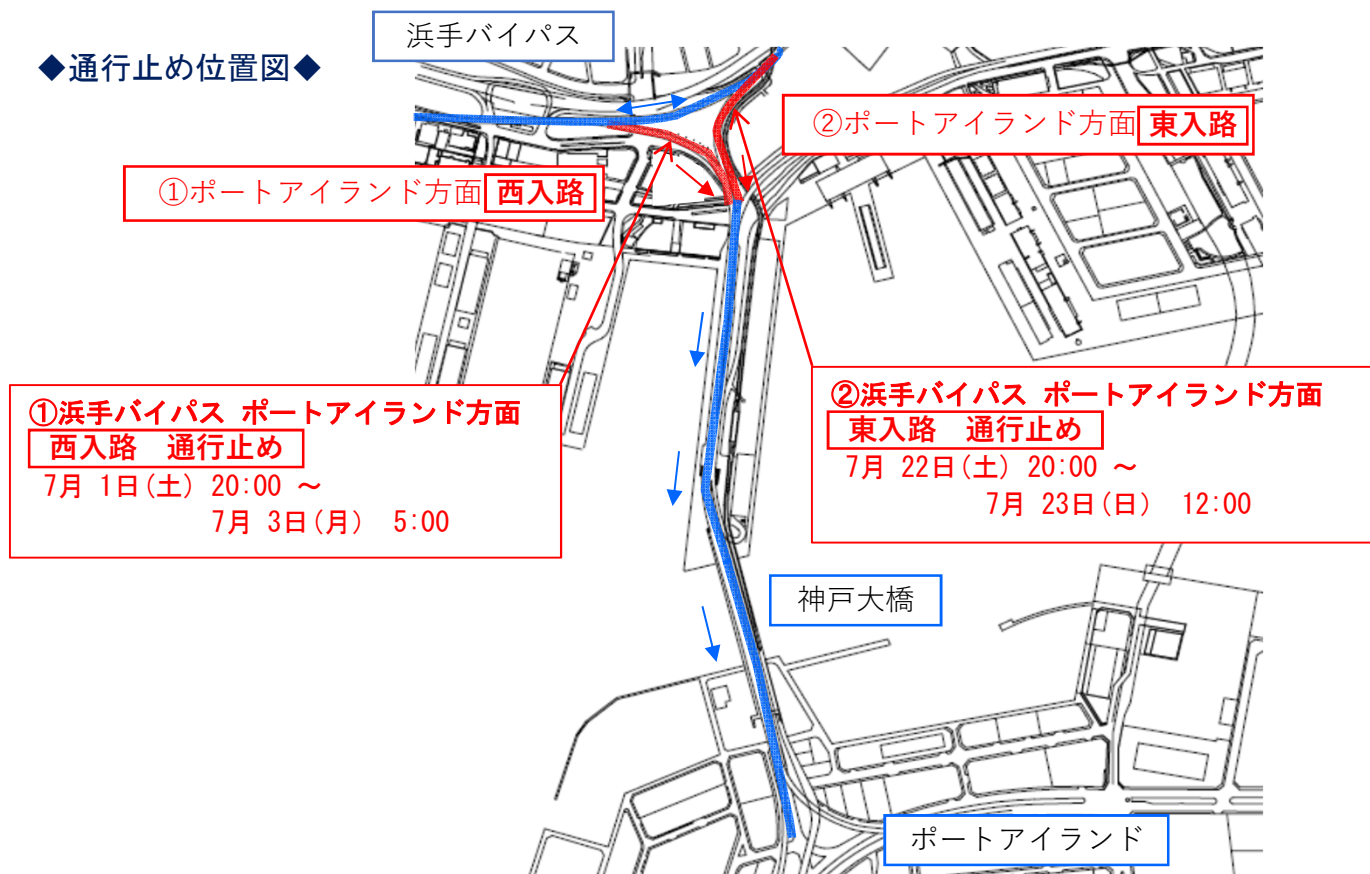 浜手バイパス
◆通行止め位置図◆
②ポートアイランド方面 東入路
①ポートアイランド方面 西入路
①浜手バイパス ポートアイランド方面
西入路 通行止め
7月 1日(土) 20:00 ～
7月 3日(月) 5:00
②浜手バイパス ポートアイランド方面
東入路 通行止め
7月 22日(土) 20:00 ～
7月 23日(日) 12:00
神戸大橋
ポートアイランド